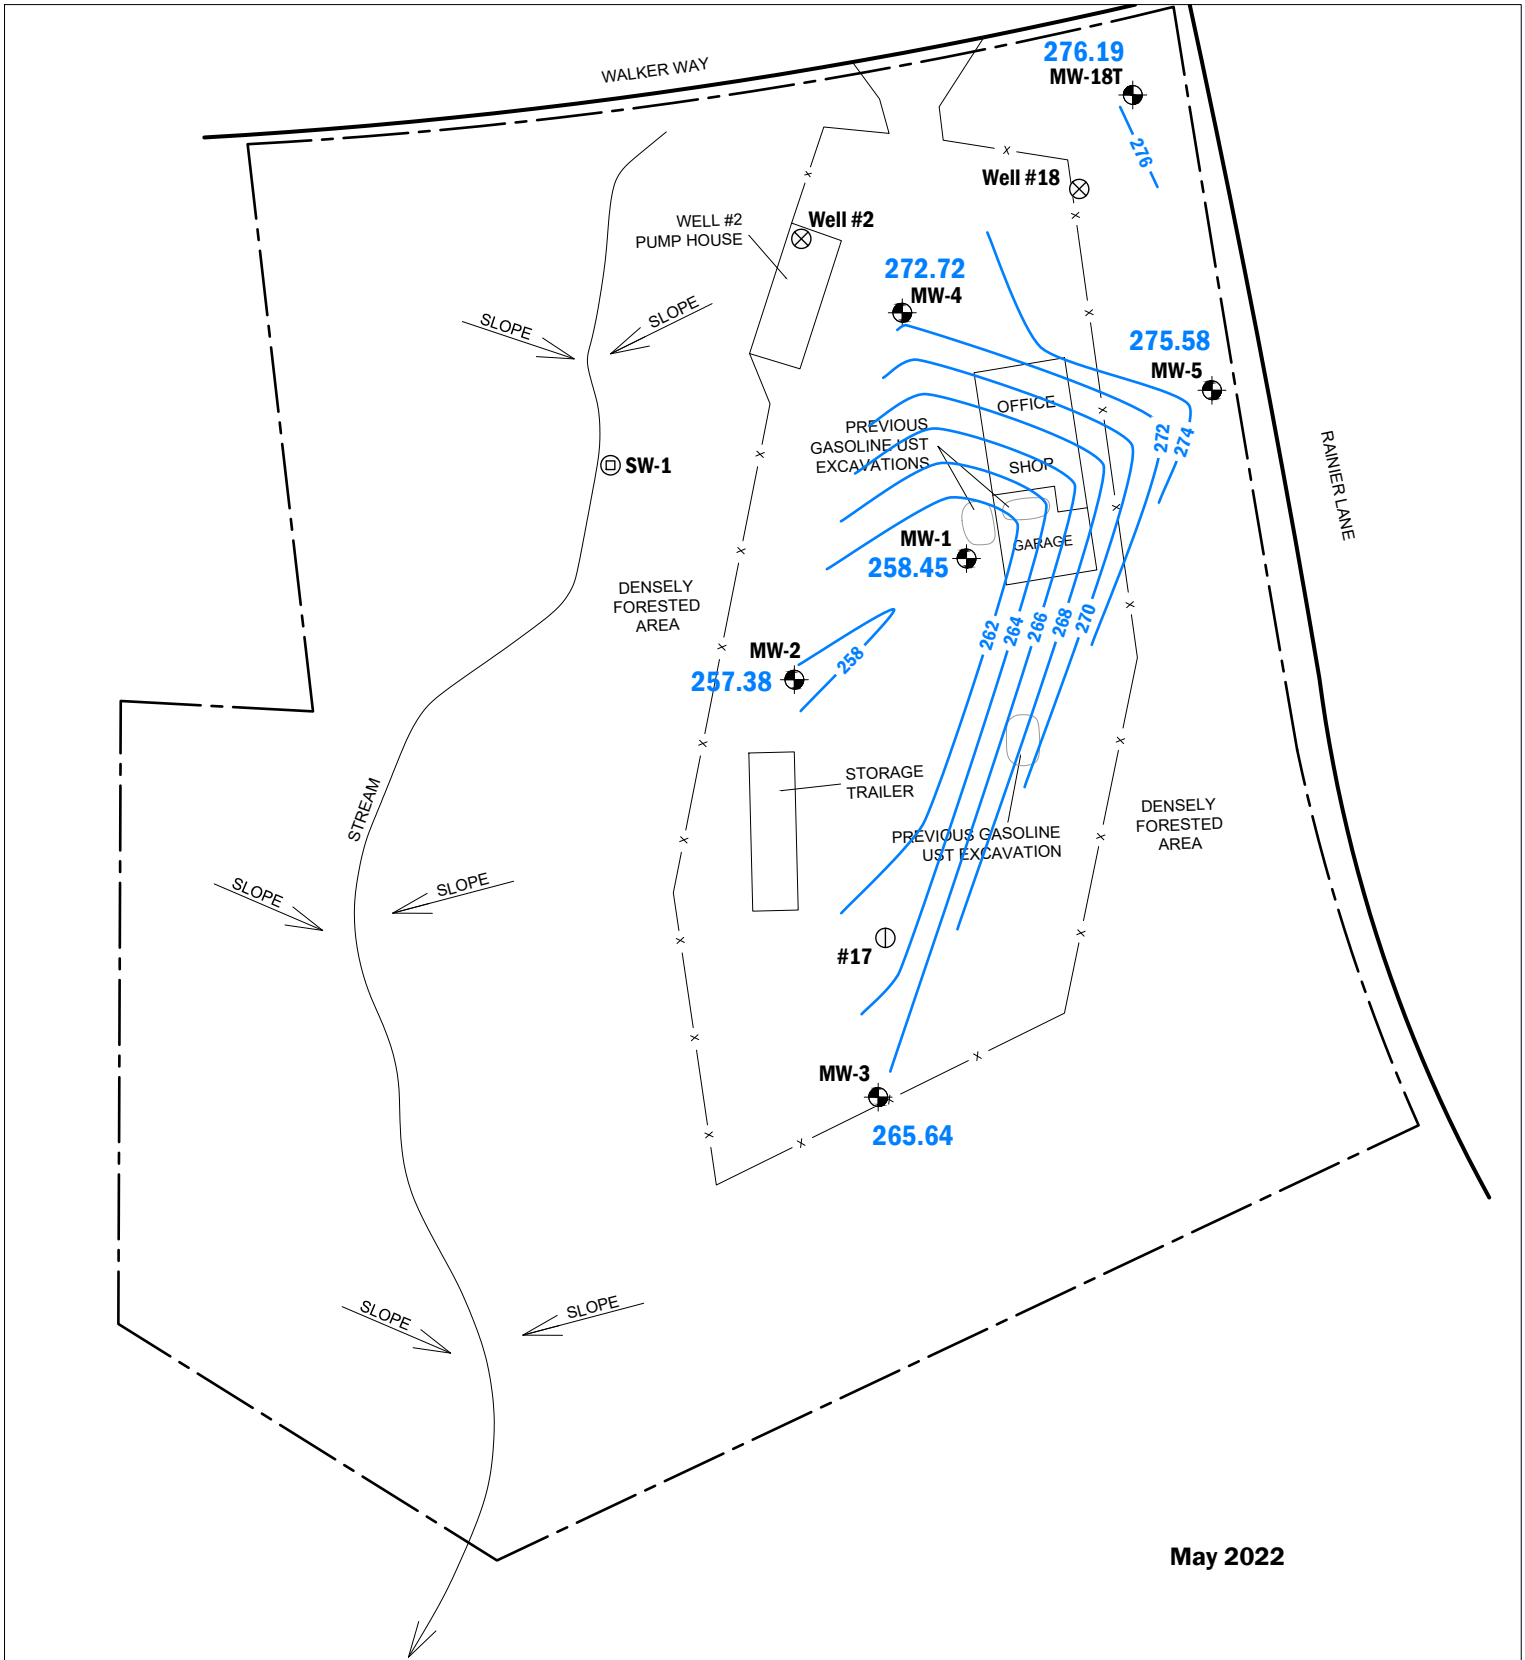 276.19
MW-18T
WALKER WAY
276
Well #18
WELL #2
PUMP HOUSE
Well #2
272.72
MW-4
SLOPE
SLOPE
275.58
MW-5
OFFICE
PREVIOUS
GASOLINE UST
EXCAVATIONS
272
274
SHOP
SW-1
RAINIER LANE
MW-1
258.45
GARAGE
DENSELY
FORESTED
AREA
262
264
266
268
270
MW-2
257.38
258
STORAGE
TRAILER
STREAM
DENSELY
FORESTED
AREA
PREVIOUS GASOLINE
UST EXCAVATION
SLOPE
SLOPE
#17
MW-3
265.64
SLOPE
SLOPE
May 2022